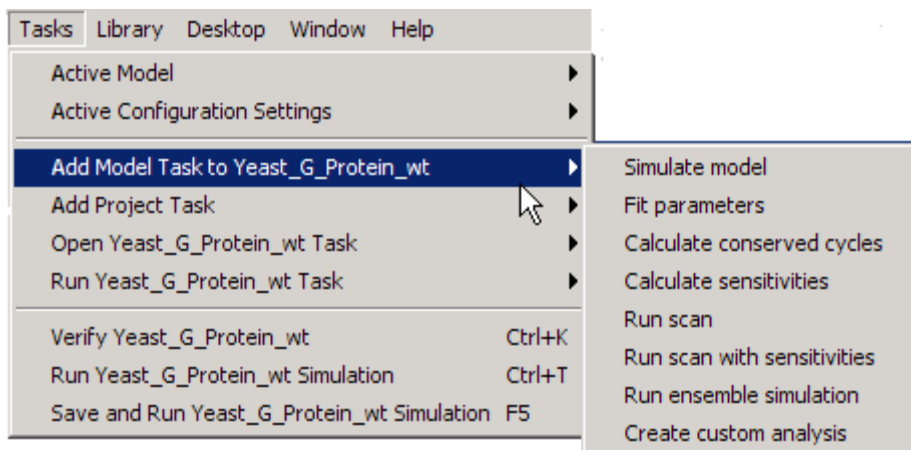 Tasks Library Desktop Window Help
Active Model
Active Configuration Settings
Add Model Task to Yeast_G_Protein_wt
Add Project Task
Open Yeast_G_Protein_wt Task
Run Yeast_G_Protein_wt Task
Verify Yeast_G_Protein_wt Ctrl+K
Run Yeast_G_Protein_wt Simulation Ctrl+T
Save and Run Yeast_G_Protein_wt Simulation F5
Simulate model
Fit parameters
Calculate conserved cycles
Calculate sensitivities
Run scan
Run scan with sensitivities
Run ensemble simulation
Create custom analysis